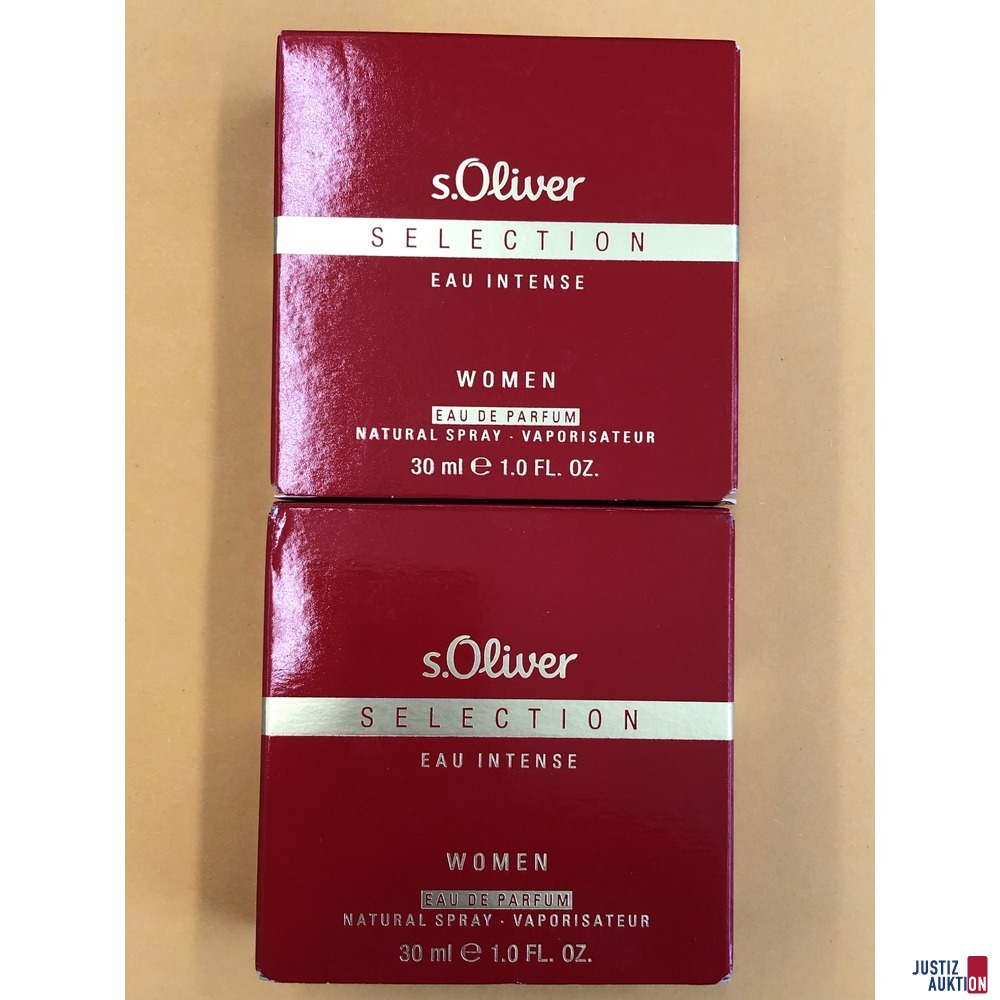 s.Oliver
SELECTION
EAU INTENSE
WOMEN
EAU DE PARFUM
NATURAL SPRAY · VAPORISATEUR
30 ml ℮ 1.0 FL. OZ.
s.Oliver
SELECTION
EAU INTENSE
WOMEN
EAU DE PARFUM
NATURAL SPRAY · VAPORISATEUR
30 ml ℮ 1.0 FL. OZ.
JUSTIZ
AUKTION